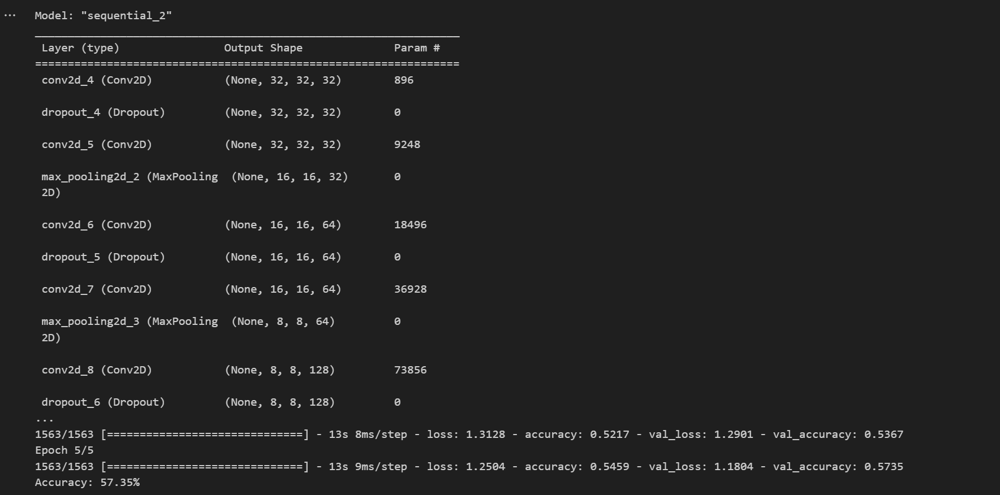 ...
Model: "sequential_2"
_________________________________________________________________
Layer (type)                Output Shape              Param #
=================================================================
conv2d_4 (Conv2D)           (None, 32, 32, 32)        896
dropout_4 (Dropout)         (None, 32, 32, 32)        0
conv2d_5 (Conv2D)           (None, 32, 32, 32)        9248
max_pooling2d_2 (MaxPooling  (None, 16, 16, 32)       0
2D)
conv2d_6 (Conv2D)           (None, 16, 16, 64)        18496
dropout_5 (Dropout)         (None, 16, 16, 64)        0
conv2d_7 (Conv2D)           (None, 16, 16, 64)        36928
max_pooling2d_3 (MaxPooling  (None, 8, 8, 64)         0
2D)
conv2d_8 (Conv2D)           (None, 8, 8, 128)         73856
dropout_6 (Dropout)         (None, 8, 8, 128)         0
...
1563/1563 [==============================] - 13s 8ms/step - loss: 1.3128 - accuracy: 0.5217 - val_loss: 1.2901 - val_accuracy: 0.5367
Epoch 5/5
1563/1563 [==============================] - 13s 9ms/step - loss: 1.2504 - accuracy: 0.5459 - val_loss: 1.1804 - val_accuracy: 0.5735
Accuracy: 57.35%